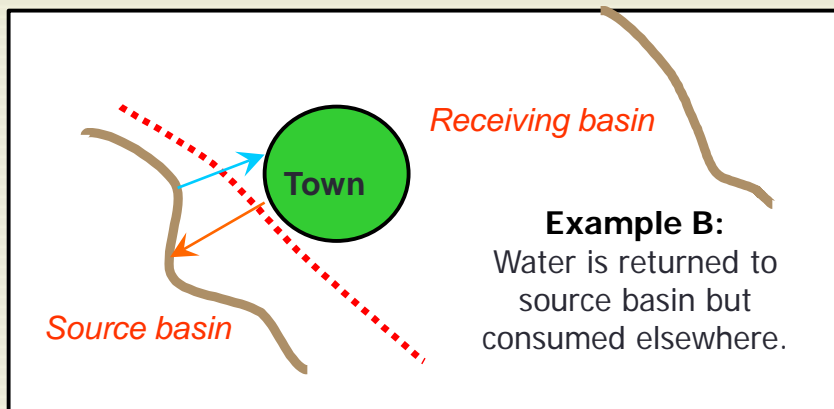 Receiving basin
Town
Example B:
Water is returned to
source basin but
consumed elsewhere.
Source basin